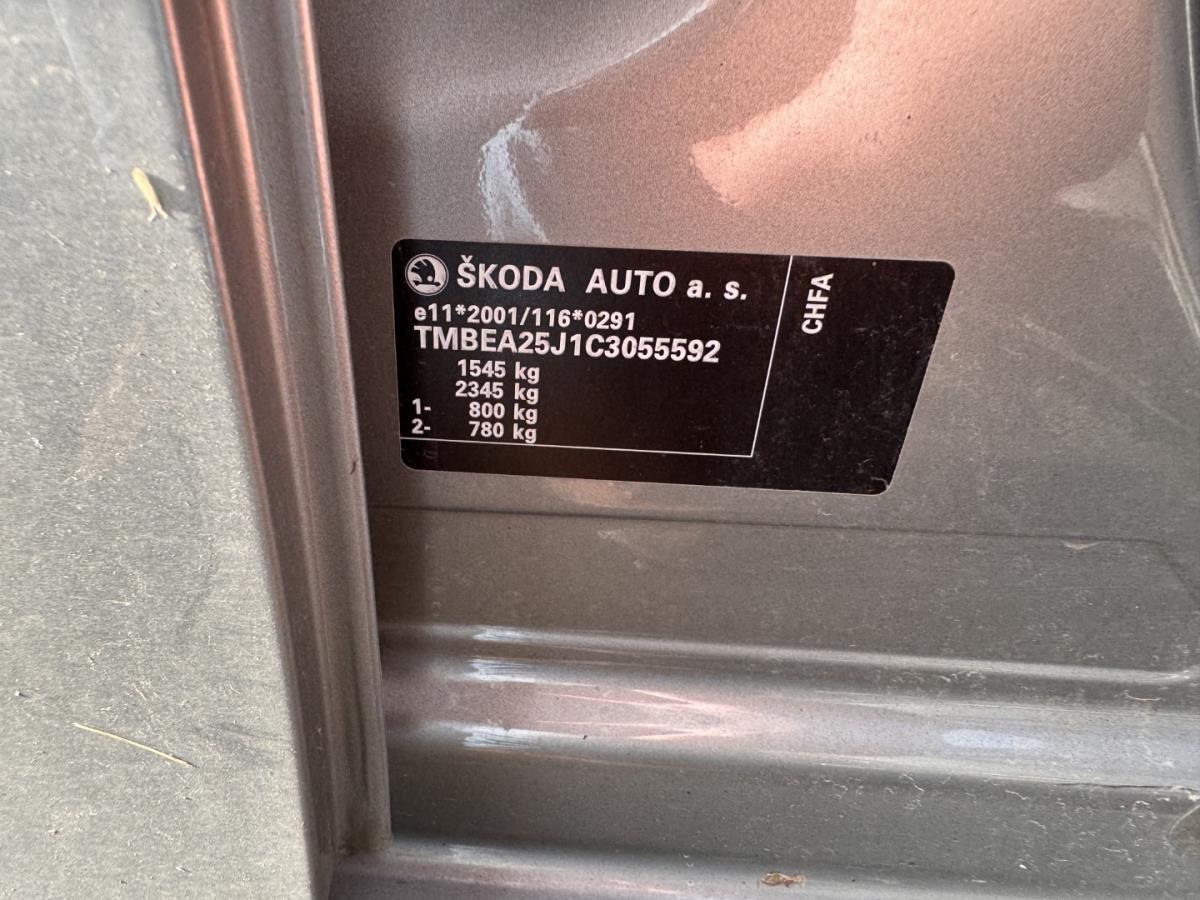 ŠKODA AUTO a. s.
e11*2001/116*0291
TMBEA25J1C3055592
1545 kg
2345 kg
1- 800 kg
2- 780 kg
CHFA